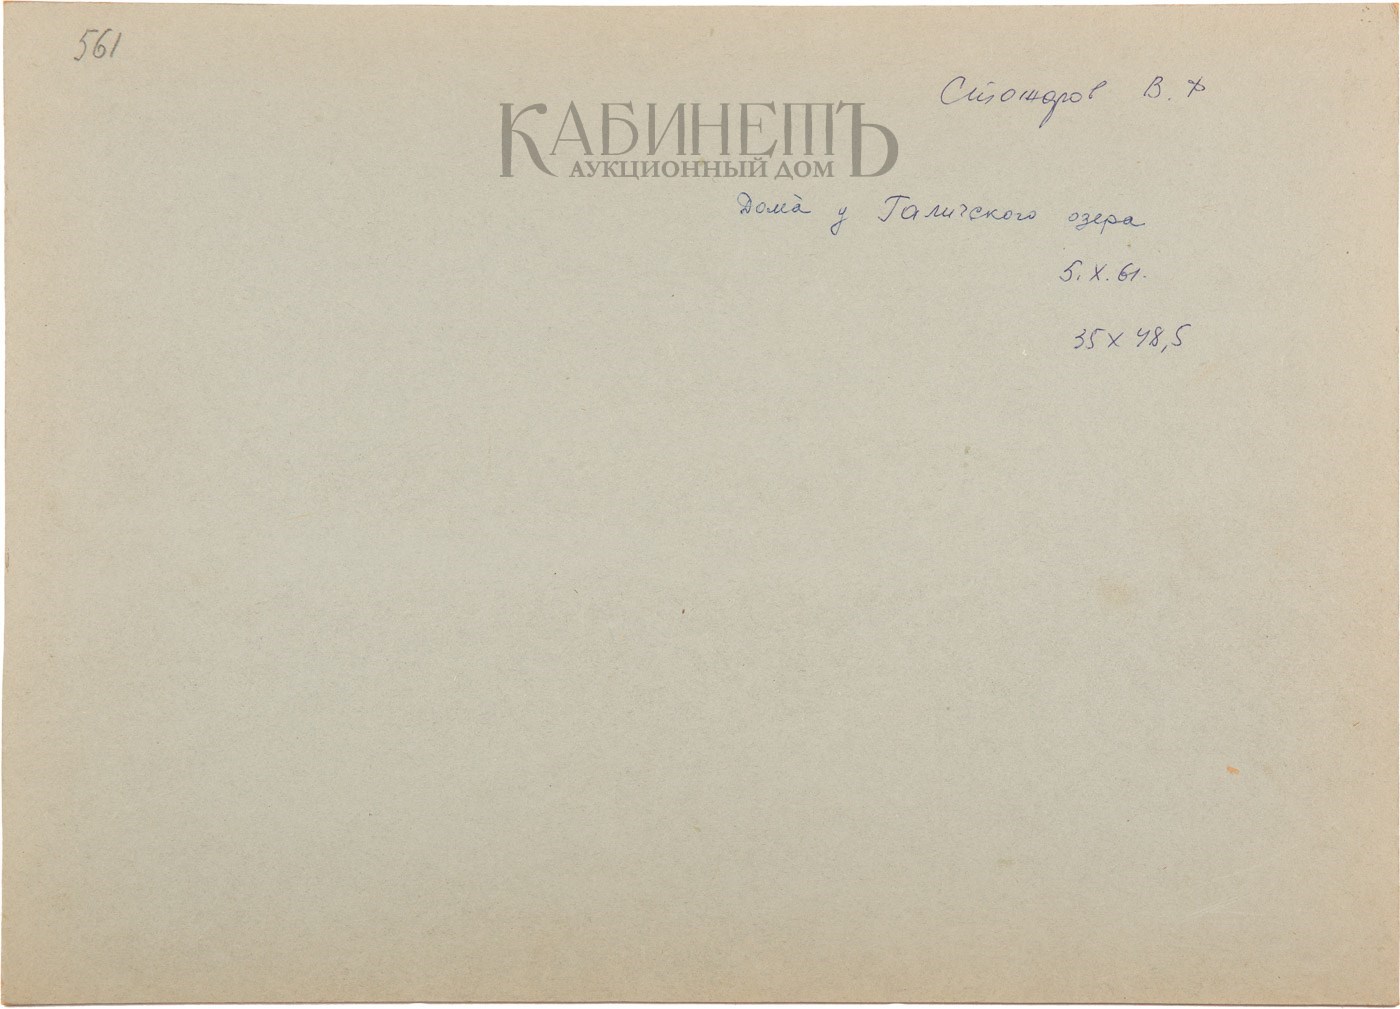 561
Стожаров В. Ф
КАБИНЕТЪ
АУКЦИОННЫЙ ДОМ
Дома у Галичского озера
5. X. 61.
35 x 48,5